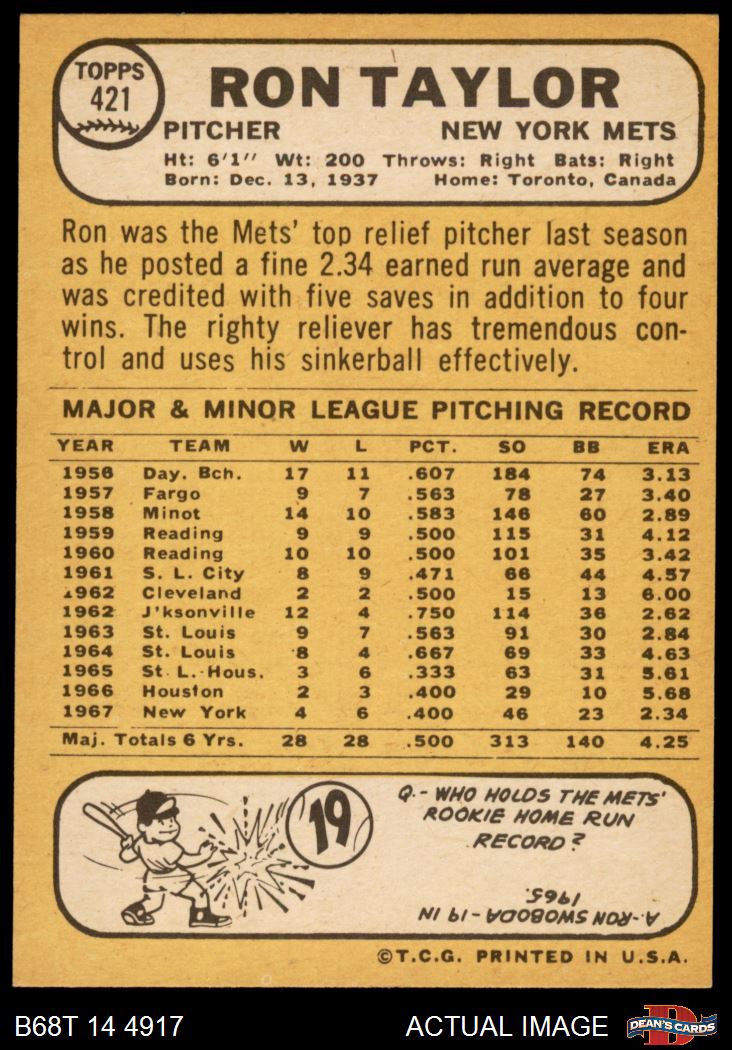 TOPPS
421
RON TAYLOR
PITCHER NEW YORK METS
Ht: 6'1'' Wt: 200 Throws: Right Bats: Right
Born: Dec. 13, 1937 Home: Toronto, Canada
Ron was the Mets' top relief pitcher last season
as he posted a fine 2.34 earned run average and
was credited with five saves in addition to four
wins. The righty reliever has tremendous con-
trol and uses his sinkerball effectively.
MAJOR & MINOR LEAGUE PITCHING RECORD
YEAR TEAM W L PCT. SO BB ERA
1956 Day. Bch. 17 11 .607 184 74 3.13
1957 Fargo 9 7 .563 78 27 3.40
1958 Minot 14 10 .583 146 60 2.89
1959 Reading 9 9 .500 115 31 4.12
1960 Reading 10 10 .500 101 35 3.42
1961 S. L. City 8 9 .471 66 44 4.57
1962 Cleveland 2 2 .500 15 13 6.00
1962 J'ksonville 12 4 .750 114 36 2.62
1963 St. Louis 9 7 .563 91 30 2.84
1964 St. Louis 8 4 .667 69 33 4.63
1965 St. L.-Hous. 3 6 .333 63 31 5.61
1966 Houston 2 3 .400 29 10 5.68
1967 New York 4 6 .400 46 23 2.34
Maj. Totals 6 Yrs. 28 28 .500 313 140 4.25
19
Q.- WHO HOLDS THE METS'
ROOKIE HOME RUN
RECORD?
A-RON SWOBODA-19 IN
1965.
©T.C.G. PRINTED IN U.S.A.
B68T 14 4917 ACTUAL IMAGE DEAN'S CARDS